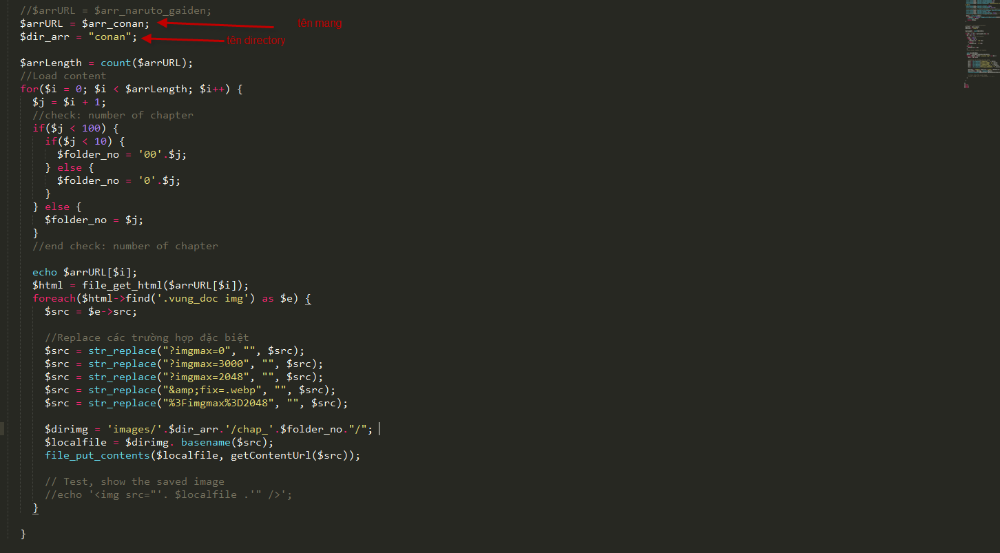 //$arrURL = $arr_naruto_gaiden;
$arrURL = $arr_conan; tên mang
$dir_arr = "conan"; tên directory
$arrLength = count($arrURL);
//Load content
for($i = 0; $i < $arrLength; $i++) {
$j = $i + 1;
//check: number of chapter
if($j < 100) {
if($j < 10) {
$folder_no = '00'.$j;
} else {
$folder_no = '0'.$j;
}
} else {
$folder_no = $j;
}
//end check: number of chapter
echo $arrURL[$i];
$html = file_get_html($arrURL[$i]);
foreach($html->find('.vung_doc img') as $e) {
$src = $e->src;
//Replace các trường hợp đặc biệt
$src = str_replace("?imgmax=0", "", $src);
$src = str_replace("?imgmax=3000", "", $src);
$src = str_replace("?imgmax=2048", "", $src);
$src = str_replace("&amp;fix=.webp", "", $src);
$src = str_replace("%3Fimgmax%3D2048", "", $src);
$dirimg = 'images/'.$dir_arr.'/chap_'.$folder_no."/";
$localfile = $dirimg. basename($src);
file_put_contents($localfile, getContentUrl($src));
// Test, show the saved image
//echo '<img src="'. $localfile .'" />';
}
}